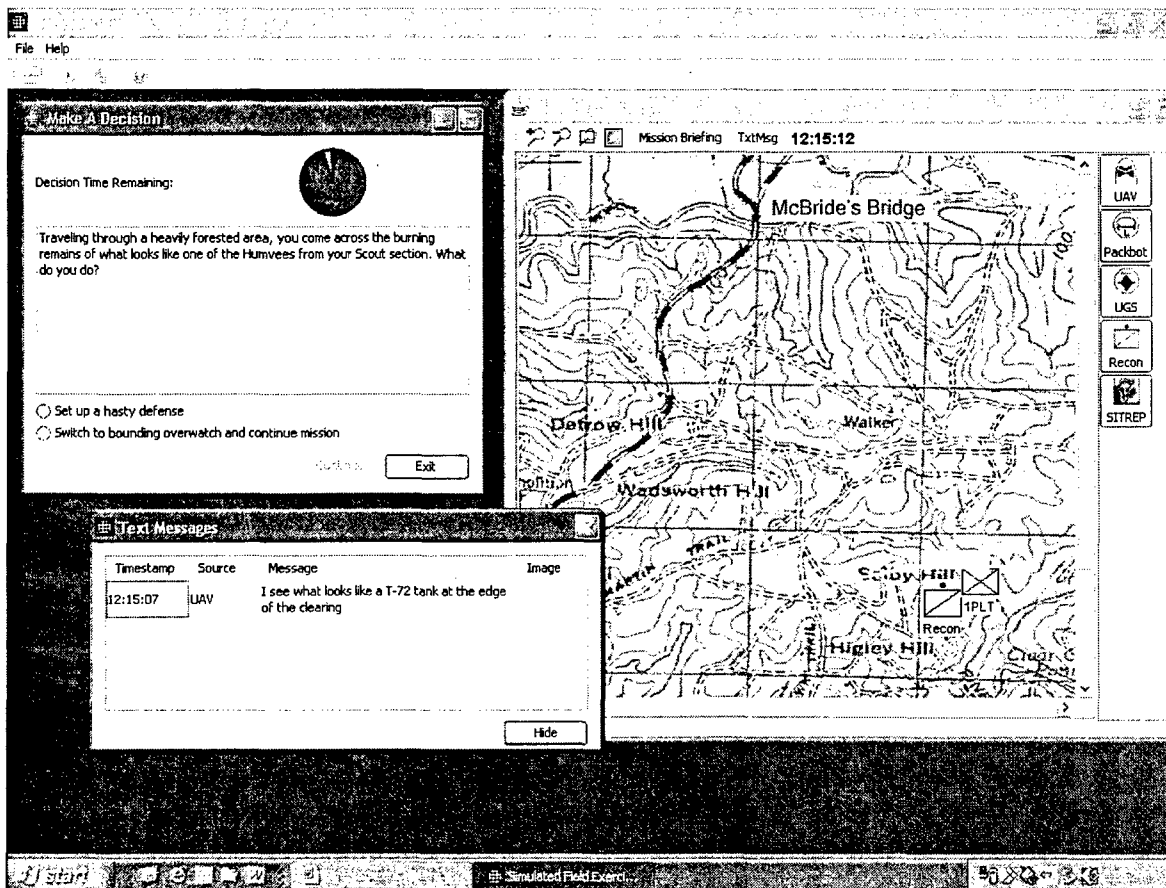 File Help
Make A Decision
Decision Time Remaining:
Traveling through a heavily forested area, you come across the burning
remains of what looks like one of the Humvees from your Scout section. What
do you do?
Set up a hasty defense
Switch to bounding overwatch and continue mission
Exit
Text Messages
Timestamp Source Message Image
12:15:07 UAV I see what looks like a T-72 tank at the edge
of the clearing
Hide
Mission Briefing TxtMsg 12:15:12
McBride's Bridge
Detrow Hill
Walker
Wadsworth Hill
TRAIL
MARTIN
Selby Hill
1PLT
Recon
TRAIL
Higley Hill
UAV
Packbot
UGS
Recon
SITREP
start
Simulated Field Exerci...